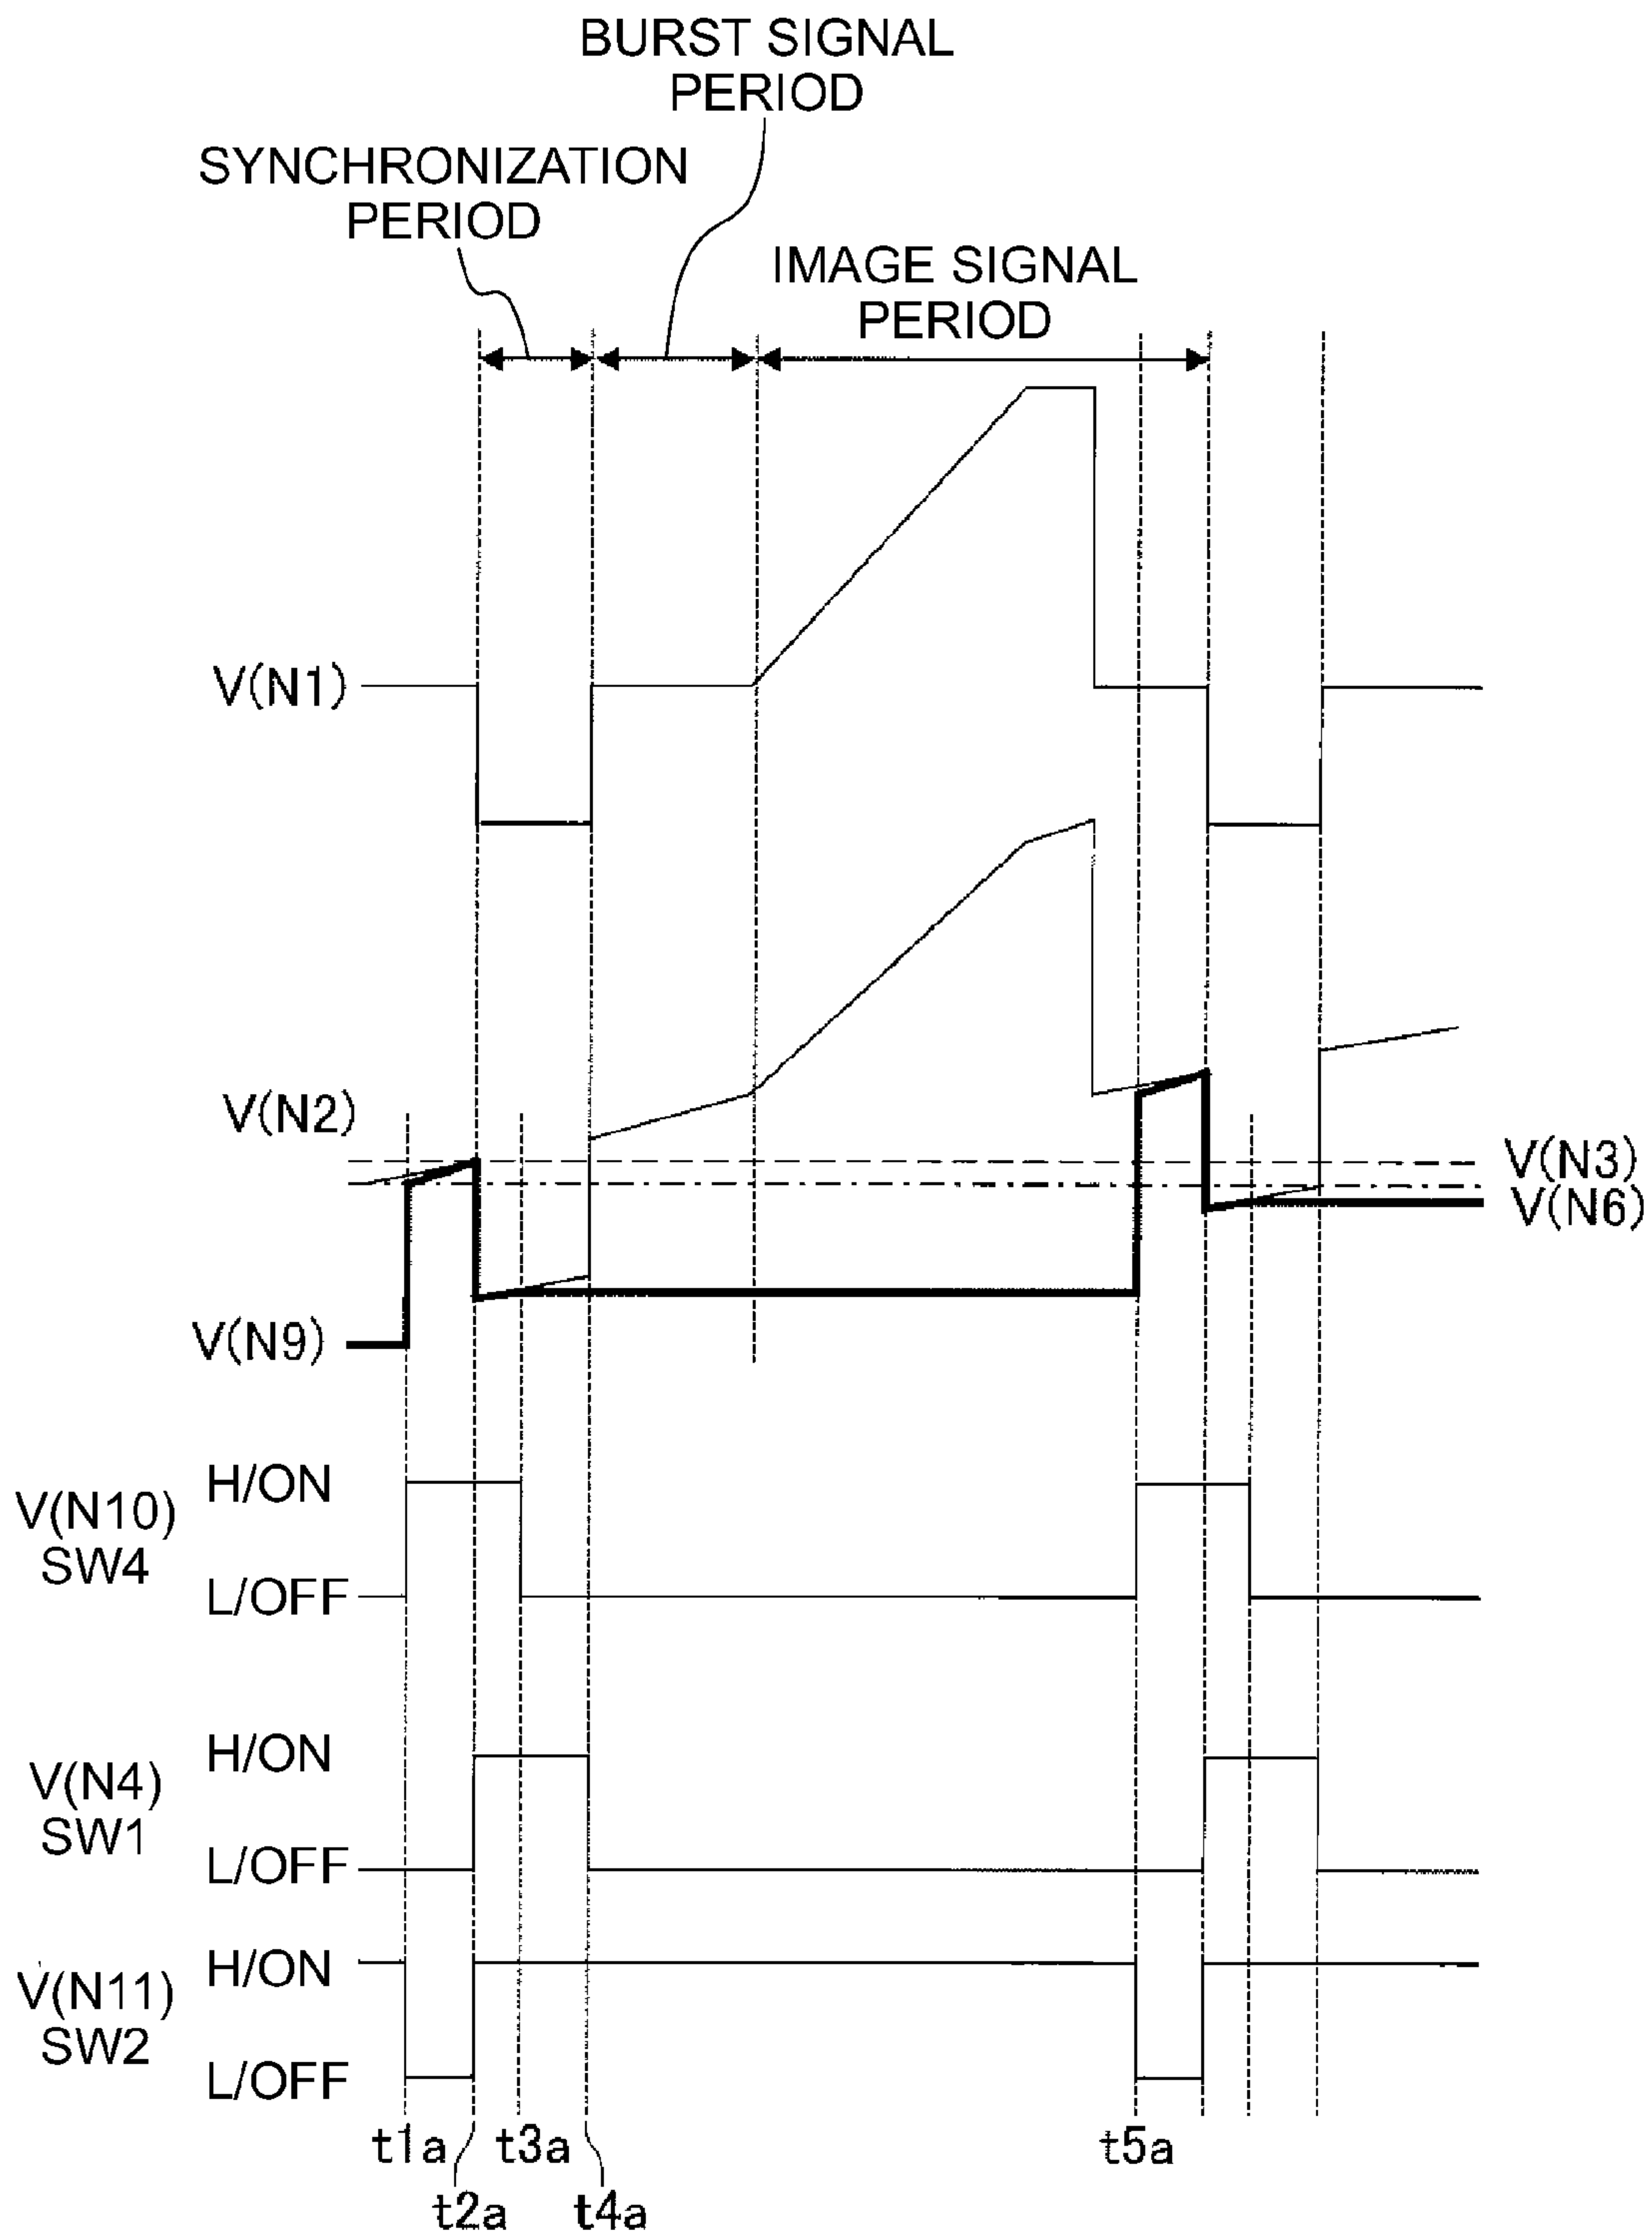 BURST SIGNAL
PERIOD
SYNCHRONIZATION
PERIOD
IMAGE SIGNAL
PERIOD
V(N1)
V(N2)
V(N3)
V(N6)
V(N9)
H/ON
V(N10)
SW4
L/OFF
H/ON
V(N4)
SW1
L/OFF
H/ON
V(N11)
SW2
L/OFF
t1a
t3a
t5a
t2a
t4a